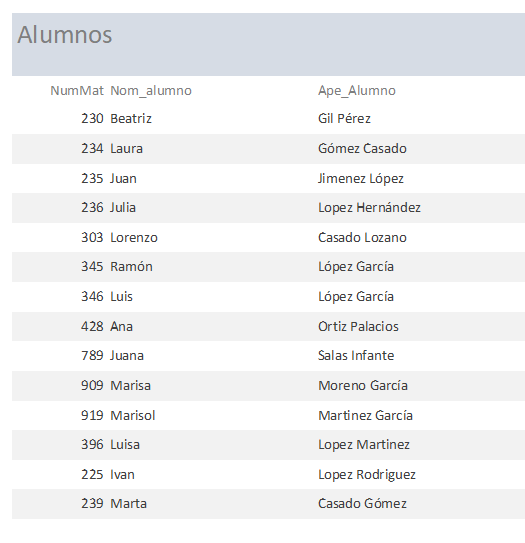 Alumnos
NumMat Nom_alumno Ape_Alumno
230 Beatriz Gil Pérez
234 Laura Gómez Casado
235 Juan Jimenez López
236 Julia Lopez Hernández
303 Lorenzo Casado Lozano
345 Ramón López García
346 Luis López García
428 Ana Ortiz Palacios
789 Juana Salas Infante
909 Marisa Moreno García
919 Marisol Martinez García
396 Luisa Lopez Martinez
225 Ivan Lopez Rodriguez
239 Marta Casado Gómez